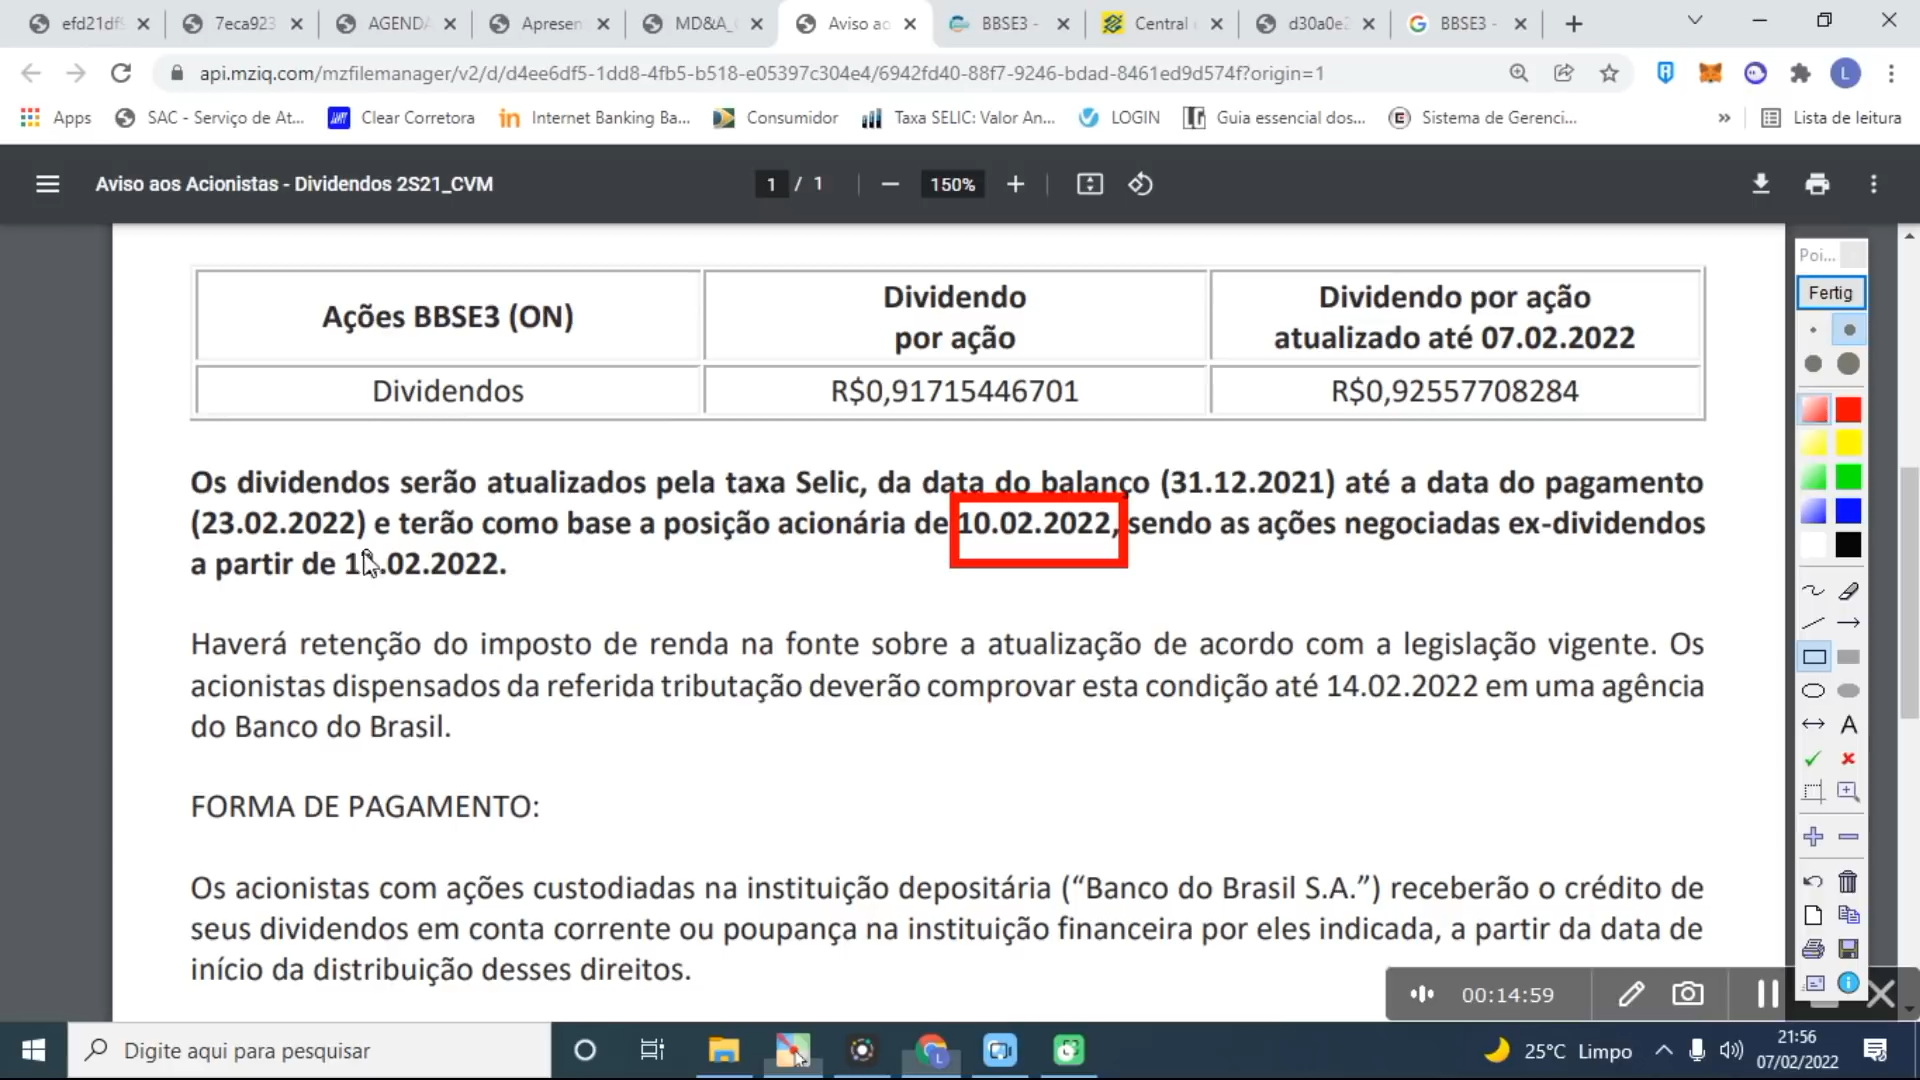 efd21df5
7eca923
AGENDA
Apresen
MD&A_
Aviso ao
BBSE3 -
Central
d30a0e2
BBSE3 -
api.mziq.com/mzfilemanager/v2/d/d4ee6df5-1dd8-4fb5-b518-e05397c304e4/6942fd40-88f7-9246-bdad-8461ed9d574f?origin=1
L
Apps
SAC - Serviço de At...
Clear Corretora
Internet Banking Ba...
Consumidor
Taxa SELIC: Valor An...
LOGIN
Guia essencial dos...
Sistema de Gerenci...
»
Lista de leitura
Aviso aos Acionistas - Dividendos 2S21_CVM
1 / 1
150%
Poi...
Fertig
Ações BBSE3 (ON)
Dividendo
por ação
Dividendo por ação
atualizado até 07.02.2022
Dividendos
R$0,91715446701
R$0,92557708284
Os dividendos serão atualizados pela taxa Selic, da data do balanço (31.12.2021) até a data do pagamento
(23.02.2022) e terão como base a posição acionária de 10.02.2022, sendo as ações negociadas ex-dividendos
a partir de .02.2022.
Haverá retenção do imposto de renda na fonte sobre a atualização de acordo com a legislação vigente. Os
acionistas dispensados da referida tributação deverão comprovar esta condição até 14.02.2022 em uma agência
do Banco do Brasil.
FORMA DE PAGAMENTO:
Os acionistas com ações custodiadas na instituição depositária (“Banco do Brasil S.A.”) receberão o crédito de
seus dividendos em conta corrente ou poupança na instituição financeira por eles indicada, a partir da data de
início da distribuição desses direitos.
A
00:14:59
Digite aqui para pesquisar
25°C Limpo
21:56
07/02/2022